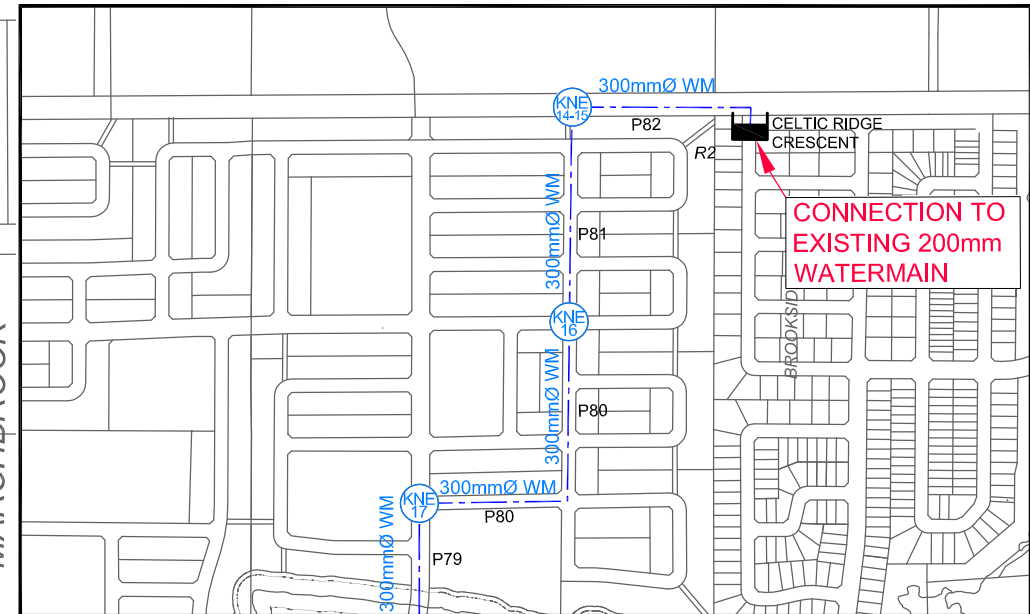 300mmØ WM
KNE
14-15
P82
CELTIC RIDGE
CRESCENT
R2
CONNECTION TO
EXISTING 200mm
WATERMAIN
300mmØ WM
P81
KNE
16
BROOKSID
300mmØ WM
P80
300mmØ WM
KNE
17
P80
300mmØ WM
P79